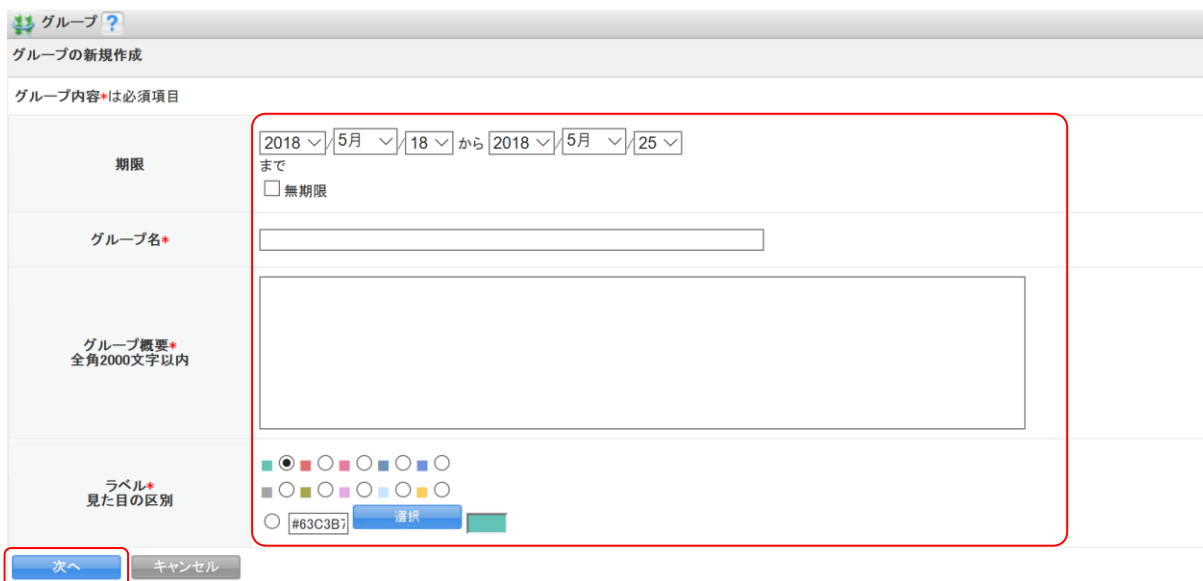 グループ ?
グループの新規作成
グループ内容*は必須項目
期限
2018 / 5月 / 18 から 2018 / 5月 / 25
まで
無期限
グループ名*
グループ概要*
全角2000文字以内
ラベル*
見た目の区別
#63C3B7 選択
次へ キャンセル